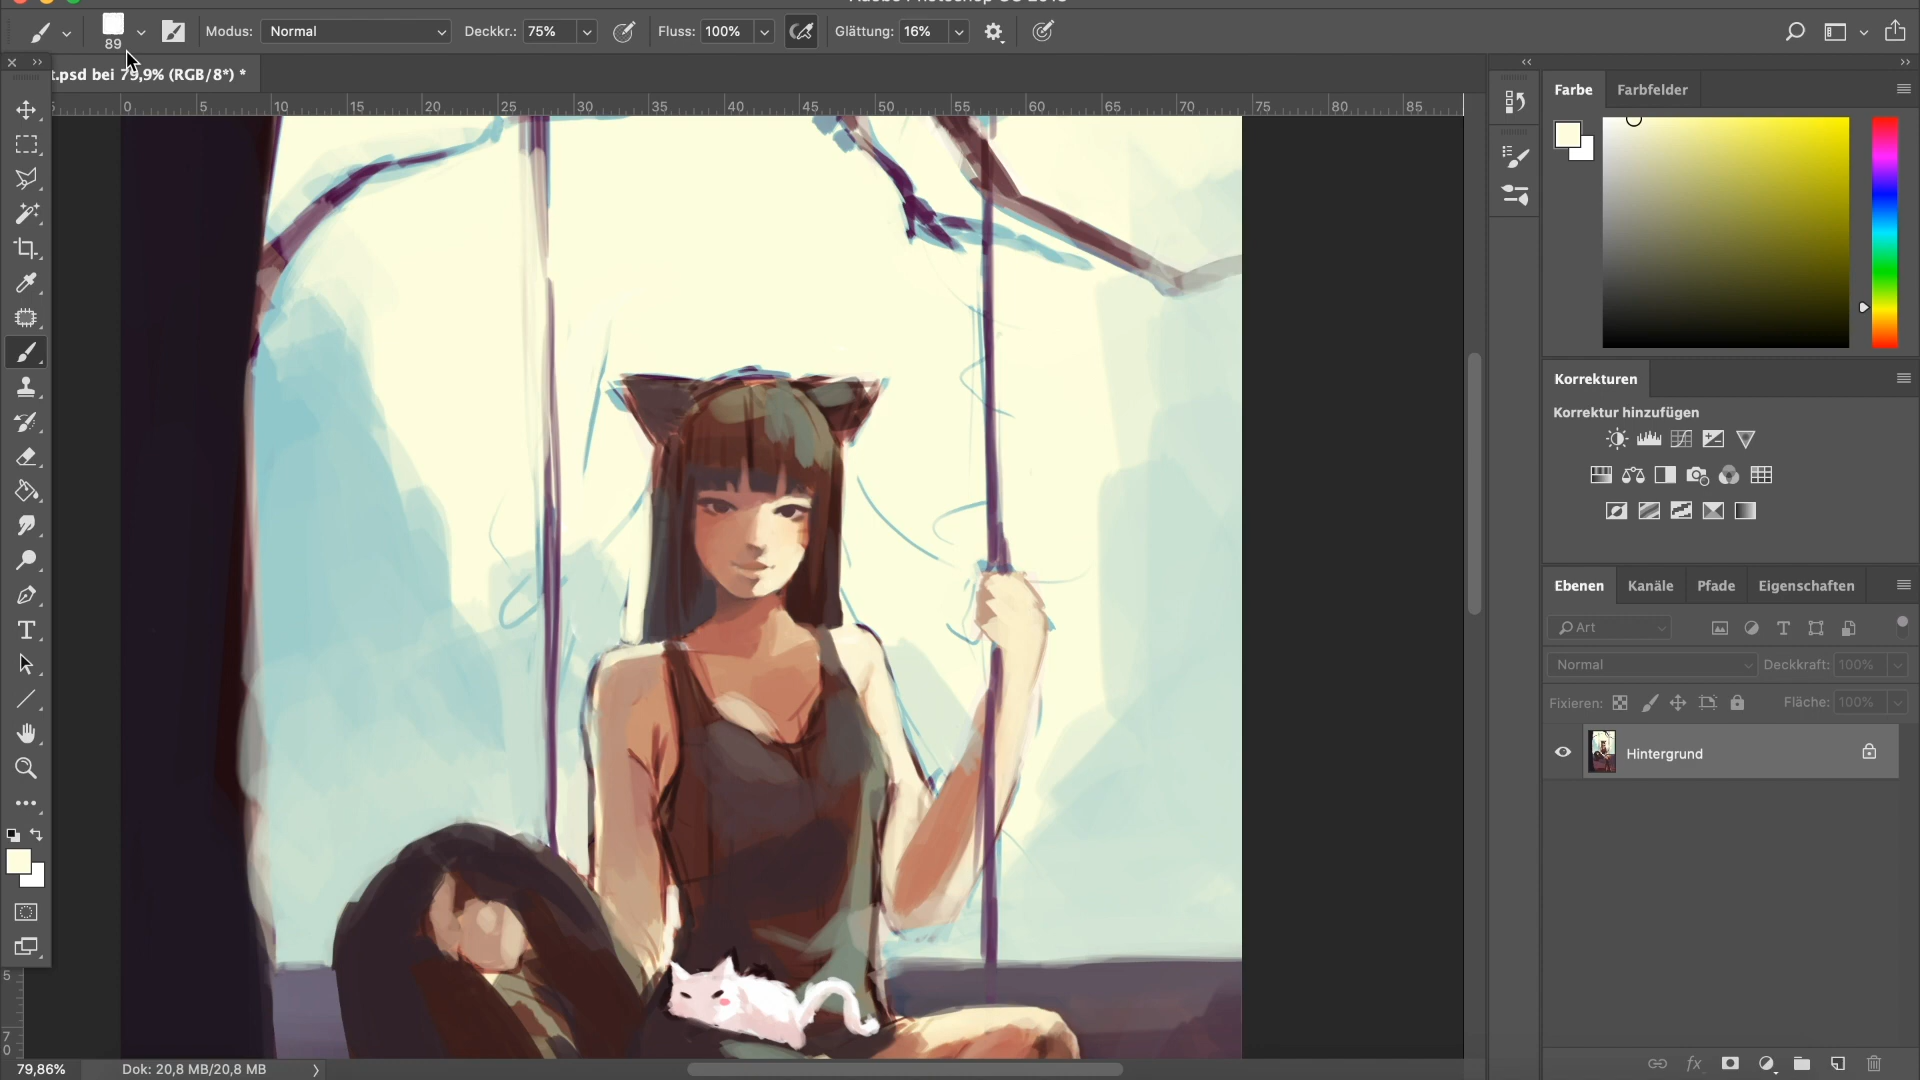 89
Modus: Normal
Deckkr.: 75%
Fluss: 100%
Glättung: 16%
t.psd bei 79,9% (RGB/8*) *
0 5 10 15 20 25 30 35 40 45 50 55 60 65 70 75 80 85
Farbe Farbfelder
Korrekturen
Korrektur hinzufügen
Ebenen Kanäle Pfade Eigenschaften
Art
Normal Deckkraft: 100%
Fixieren: Fläche: 100%
Hintergrund
5
7
0
79,86% Dok: 20,8 MB/20,8 MB